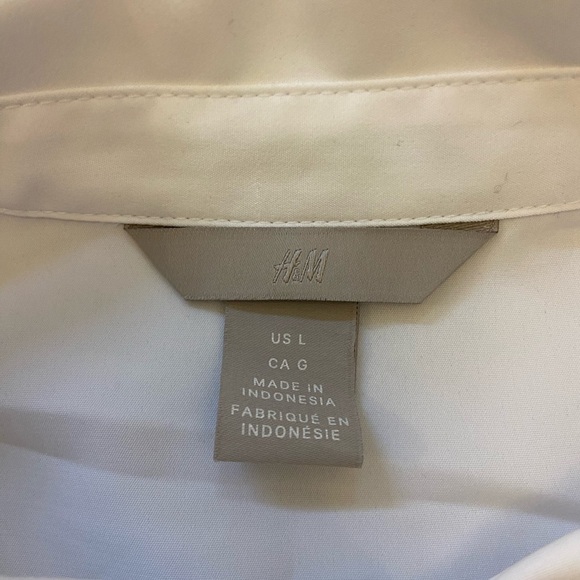 H&M
US L
CA G
MADE IN
INDONESIA
FABRIQUÉ EN
INDONÉSIE